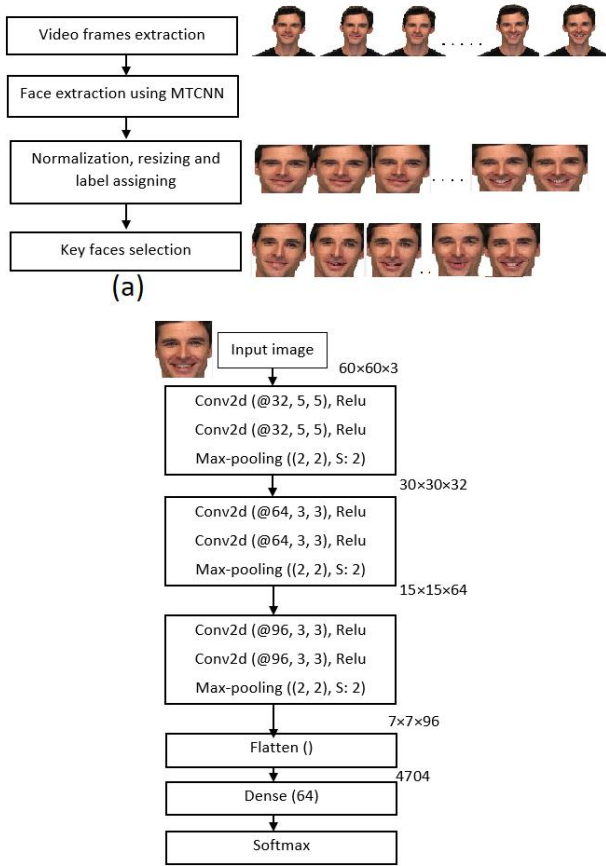 Video frames extraction
Face extraction using MTCNN
Normalization, resizing and
label assigning
Key faces selection
(a)
Input image
60×60×3
Conv2d (@32, 5, 5), Relu
Conv2d (@32, 5, 5), Relu
Max-pooling ((2, 2), S: 2)
30×30×32
Conv2d (@64, 3, 3), Relu
Conv2d (@64, 3, 3), Relu
Max-pooling ((2, 2), S: 2)
15×15×64
Conv2d (@96, 3, 3), Relu
Conv2d (@96, 3, 3), Relu
Max-pooling ((2, 2), S: 2)
7×7×96
Flatten ()
4704
Dense (64)
Softmax